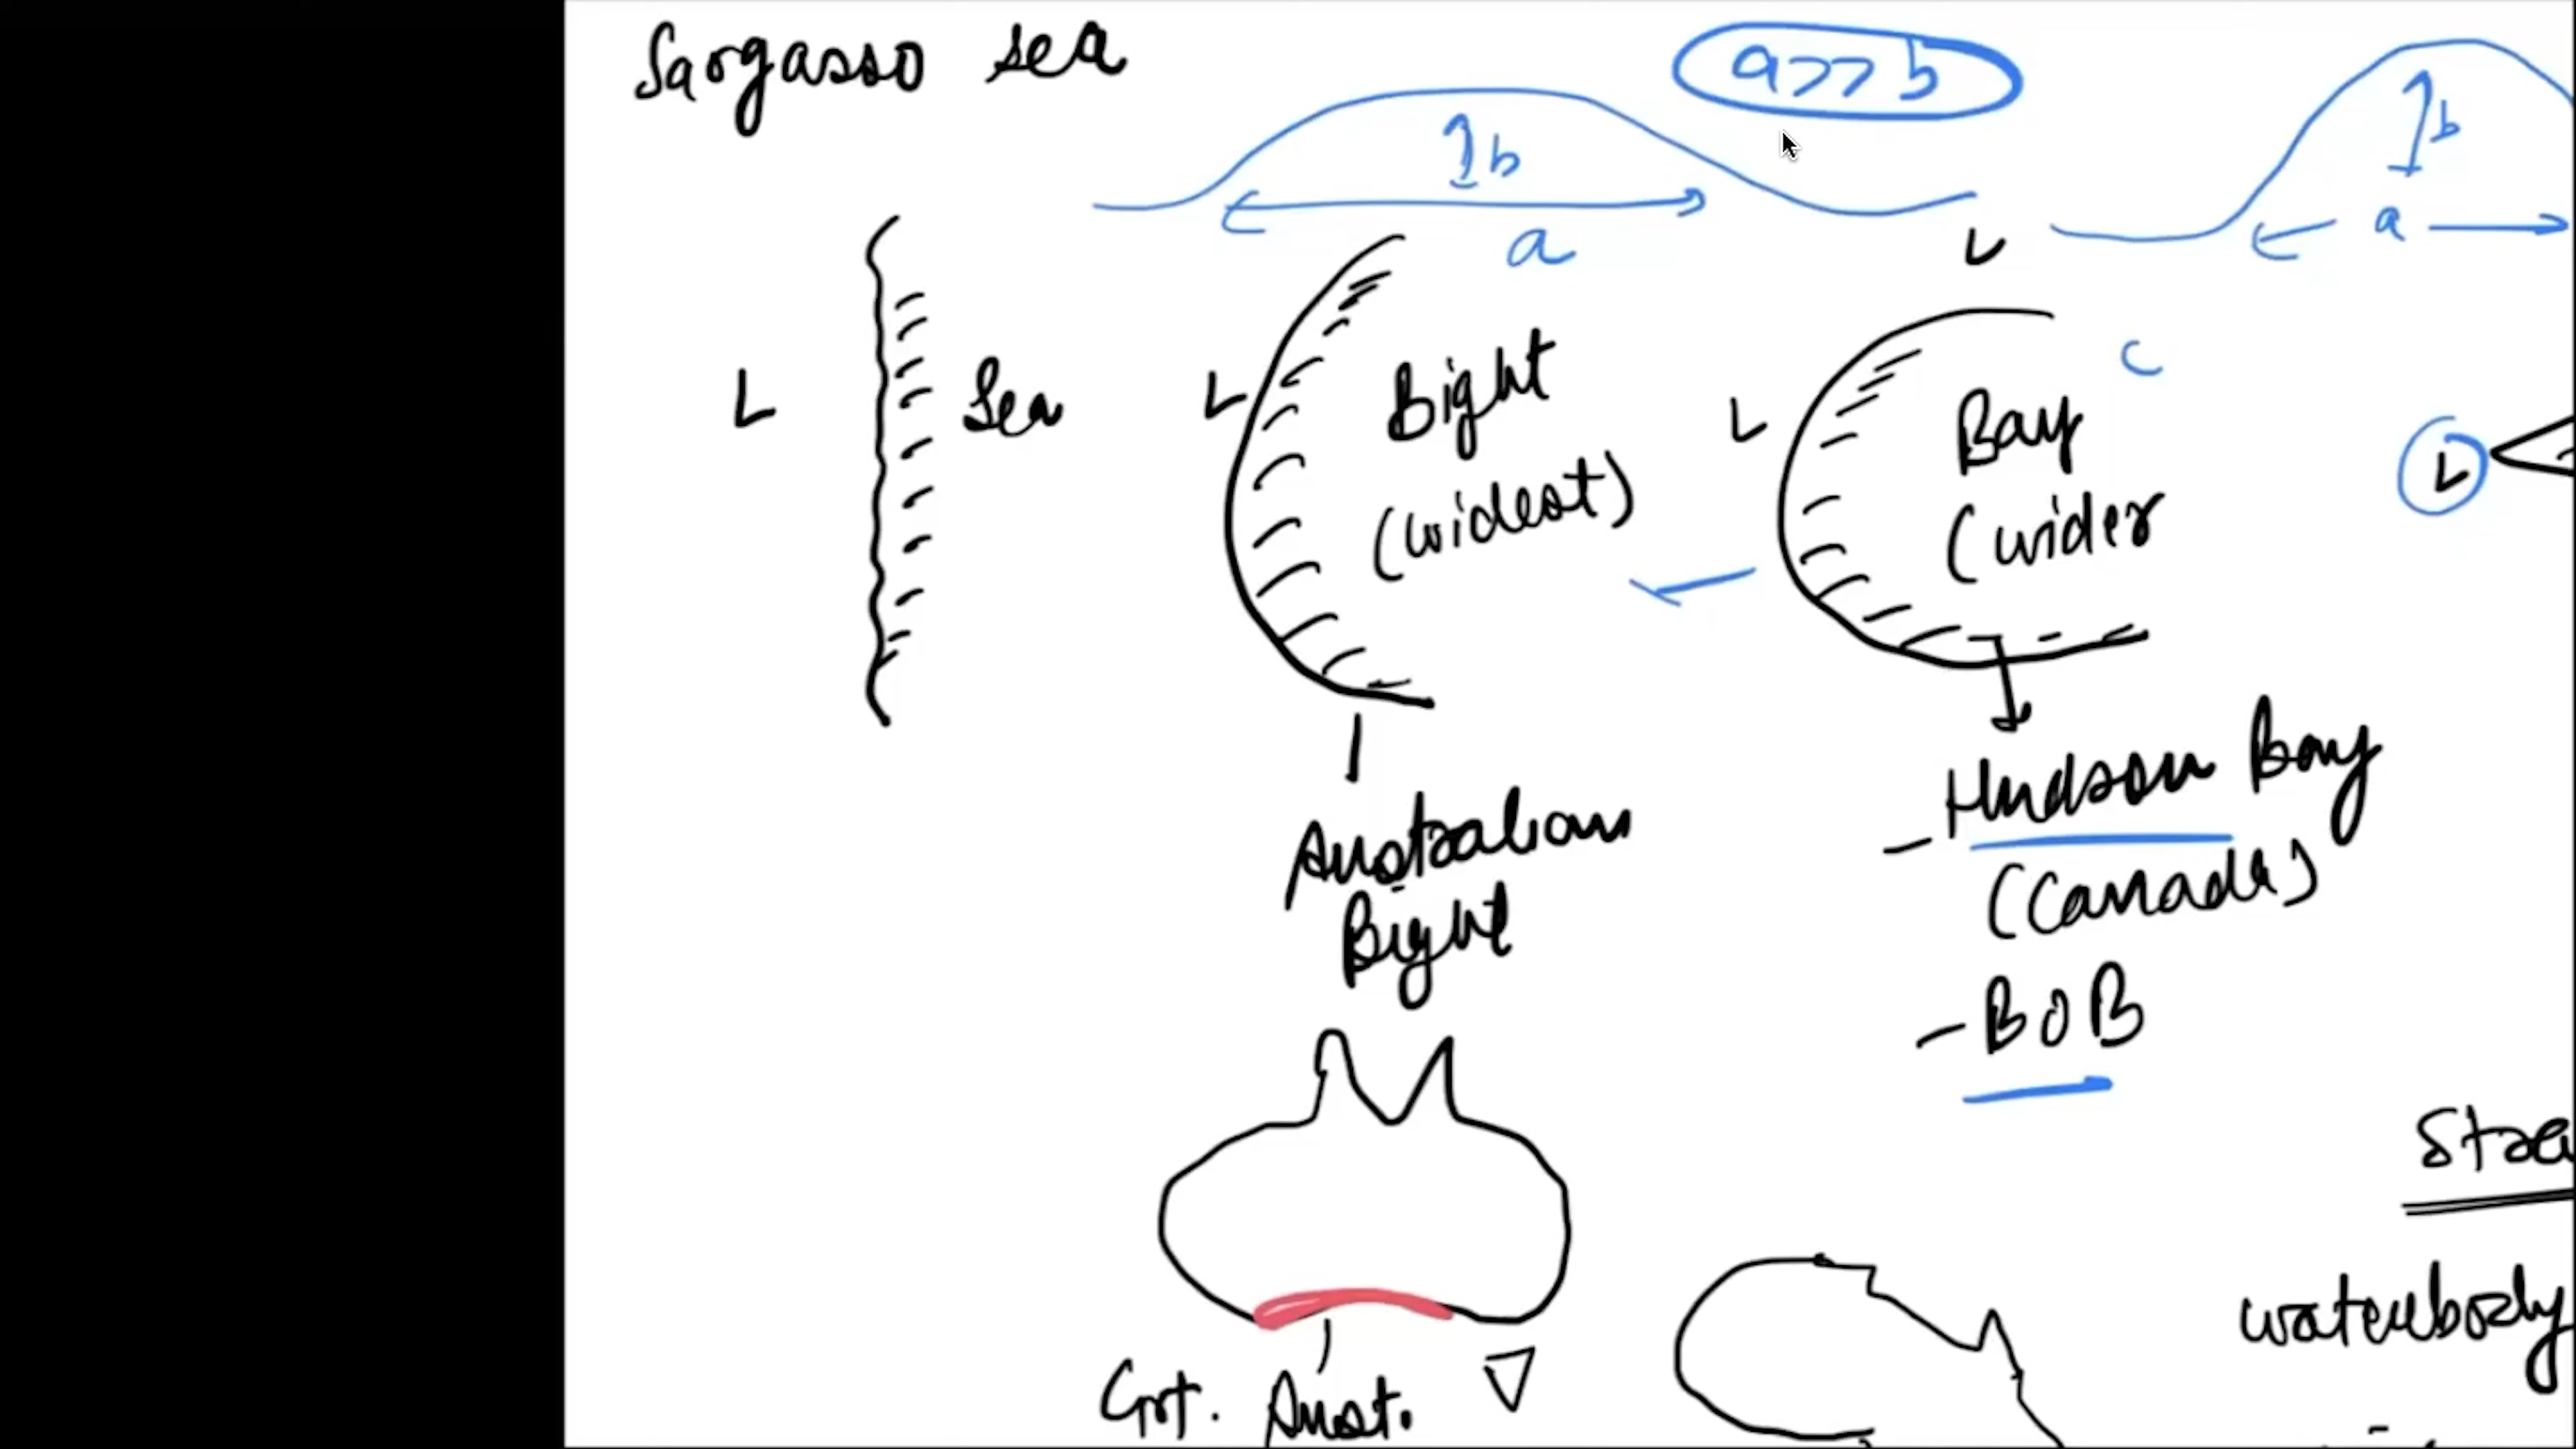 Sargasso sea
a>>b
b
a
b
a
L
L
Sea
L
Bight
(widest)
L
Bay
(wider
C
L
Australian
Bight
- Hudson Bay
(Canada)
- BOB
waterbody
Grt. Aust.